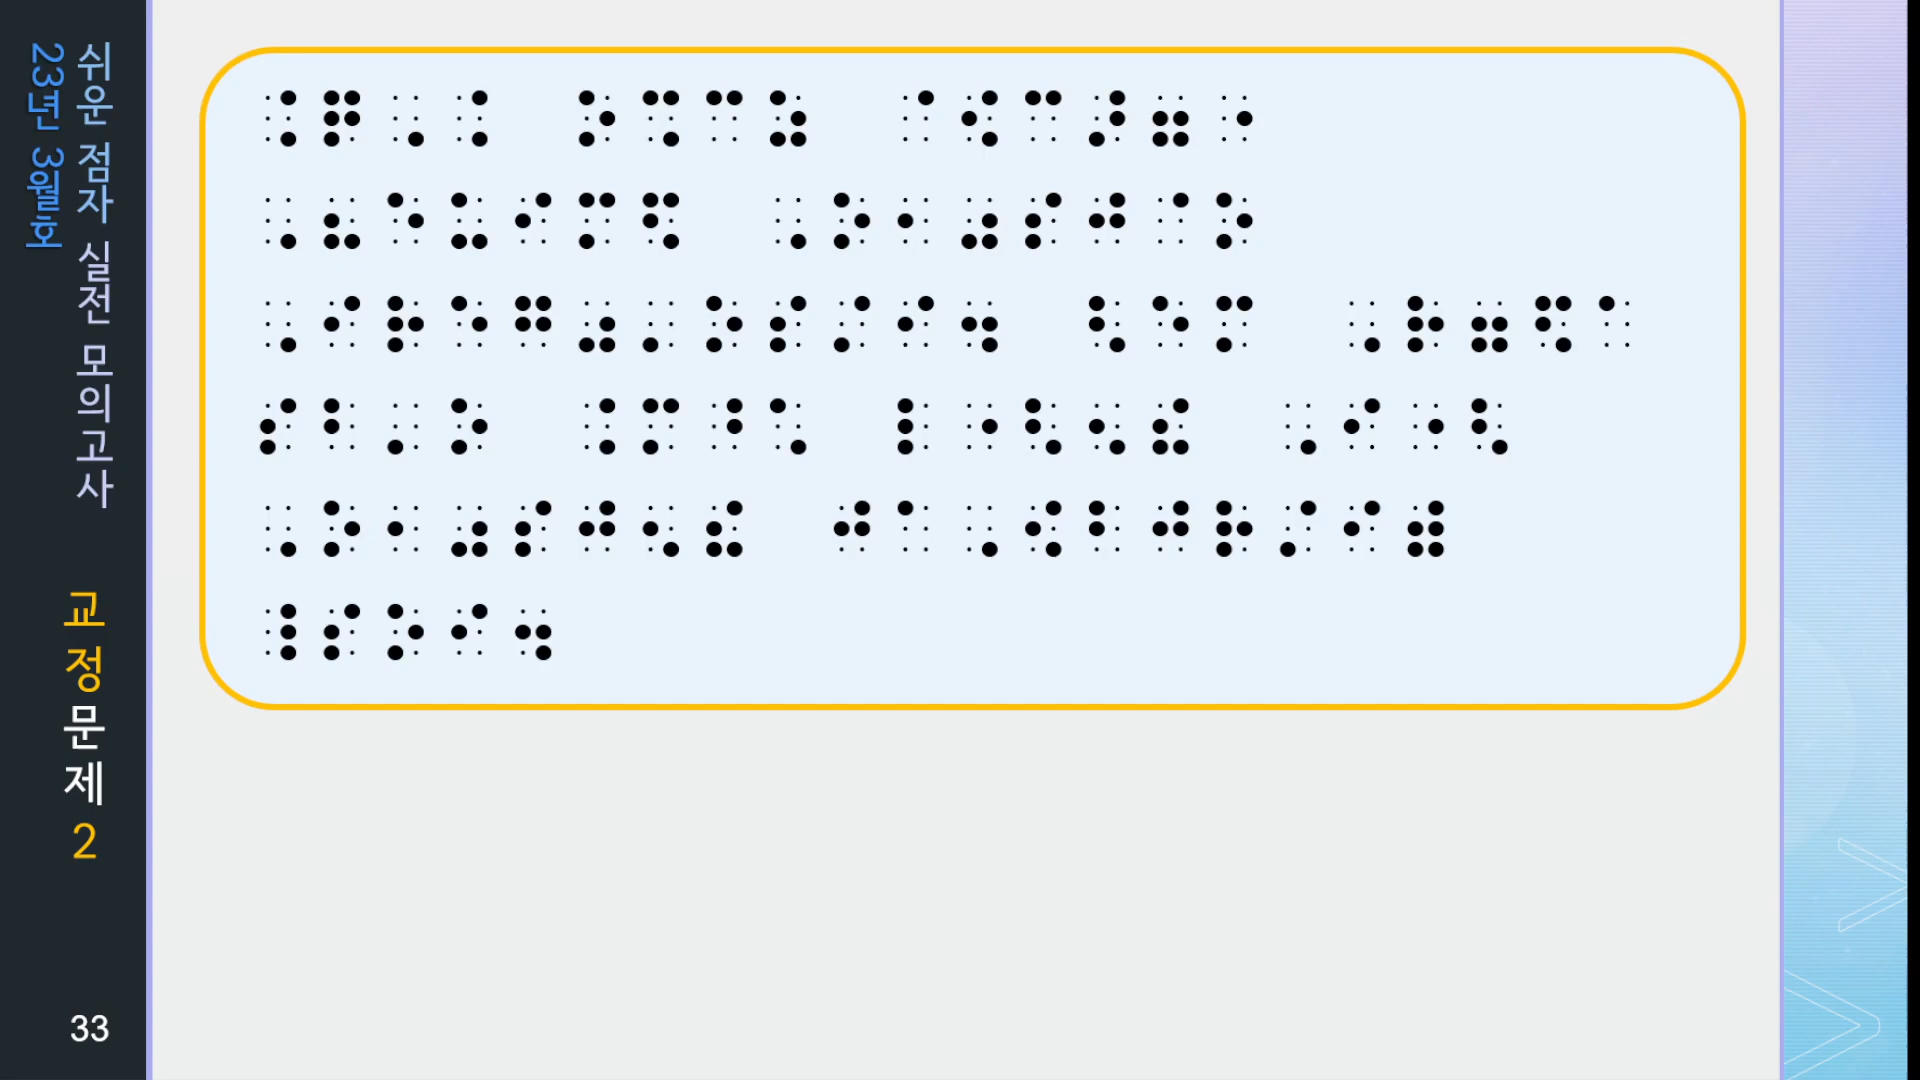 쉬운 점자 실전 모의고사
23년 3월호
교정문제2
33
⠨⠟⠠⠨ ⠕⠩⠉⠵ ⠈⠪⠉⠜⠶⠐
⠠⠦⠑⠥⠊⠍⠫ ⠠⠕⠂⠴⠎⠚⠈⠕
⠠⠊⠗⠑⠛⠴⠄⠕⠎⠌⠊⠲ ⠣⠑⠍ ⠠⠗⠶⠫⠁
⠎⠃⠄⠕ ⠨⠍⠘⠡ ⠇⠐⠣⠢⠮ ⠠⠊⠐⠣
⠠⠕⠂⠴⠎⠚⠢⠮ ⠚⠁⠠⠪⠃⠚⠗⠌⠊⠾
⠸⠎⠕⠊⠲